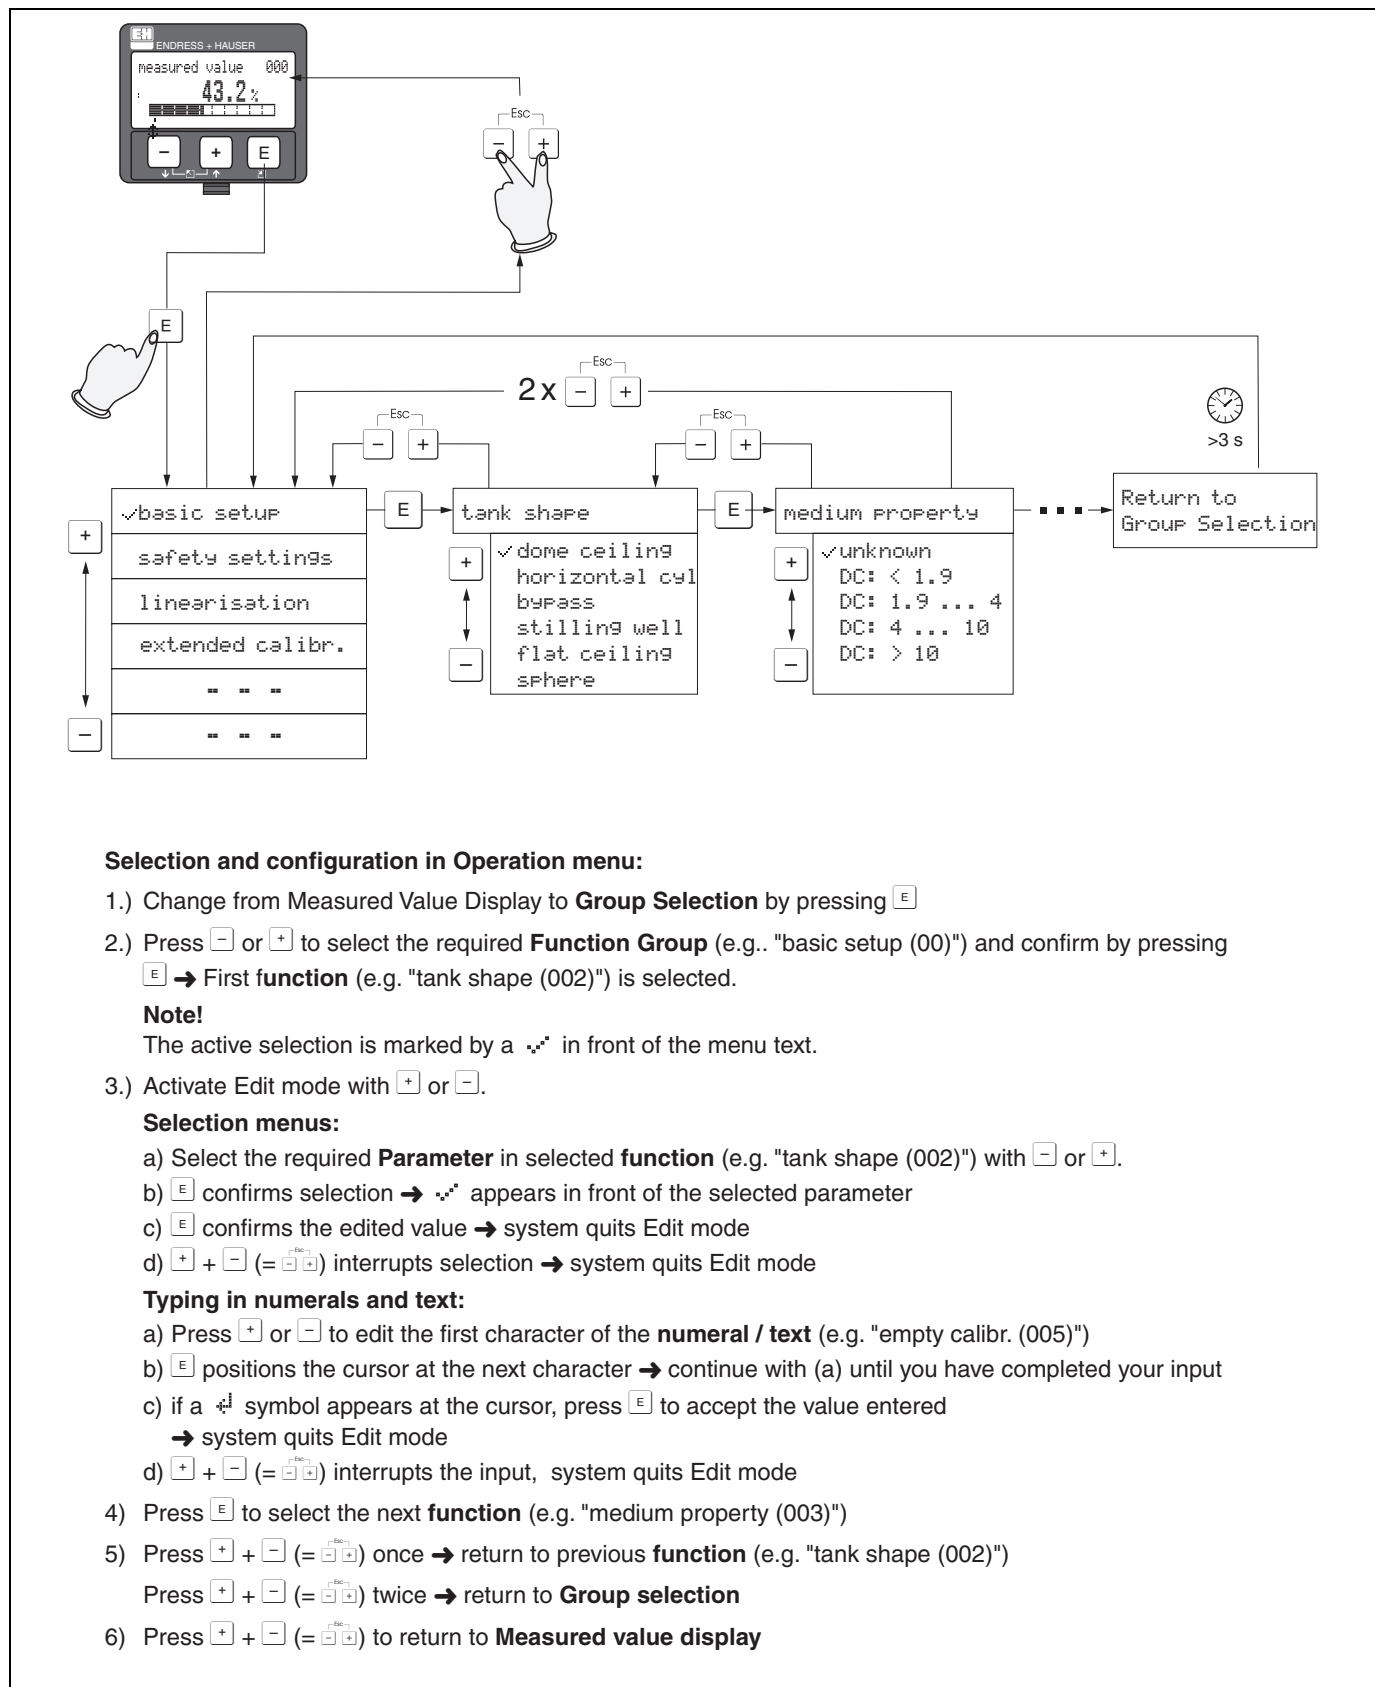 EH
ENDRESS + HAUSER
measured value 000
43.2 %
- + E
Esc
- +
E
Esc
2 x - +
Esc
- +
Esc
- +
>3 s
✓basic setup
E
tank shape
E
medium property
Return to
Group Selection
+
safety settings
linearisation
extended calibr.
- - -
- - -
−
+
✓dome ceiling
horizontal cyl
bypass
stilling well
flat ceiling
sphere
−
+
✓unknown
DC: < 1.9
DC: 1.9 ... 4
DC: 4 ... 10
DC: > 10
−
Selection and configuration in Operation menu:
1.) Change from Measured Value Display to Group Selection by pressing E
2.) Press − or + to select the required Function Group (e.g.. "basic setup (00)") and confirm by pressing
E ➜ First function (e.g. "tank shape (002)") is selected.
Note!
The active selection is marked by a ✓ in front of the menu text.
3.) Activate Edit mode with + or −.
Selection menus:
a) Select the required Parameter in selected function (e.g. "tank shape (002)") with − or +.
b) E confirms selection ➜ ✓ appears in front of the selected parameter
c) E confirms the edited value ➜ system quits Edit mode
d) + + − (= Esc − +) interrupts selection ➜ system quits Edit mode
Typing in numerals and text:
a) Press + or − to edit the first character of the numeral / text (e.g. "empty calibr. (005)")
b) E positions the cursor at the next character ➜ continue with (a) until you have completed your input
c) if a ↲ symbol appears at the cursor, press E to accept the value entered
➜ system quits Edit mode
d) + + − (= Esc − +) interrupts the input, system quits Edit mode
4) Press E to select the next function (e.g. "medium property (003)")
5) Press + + − (= Esc − +) once ➜ return to previous function (e.g. "tank shape (002)")
Press + + − (= Esc − +) twice ➜ return to Group selection
6) Press + + − (= Esc − +) to return to Measured value display